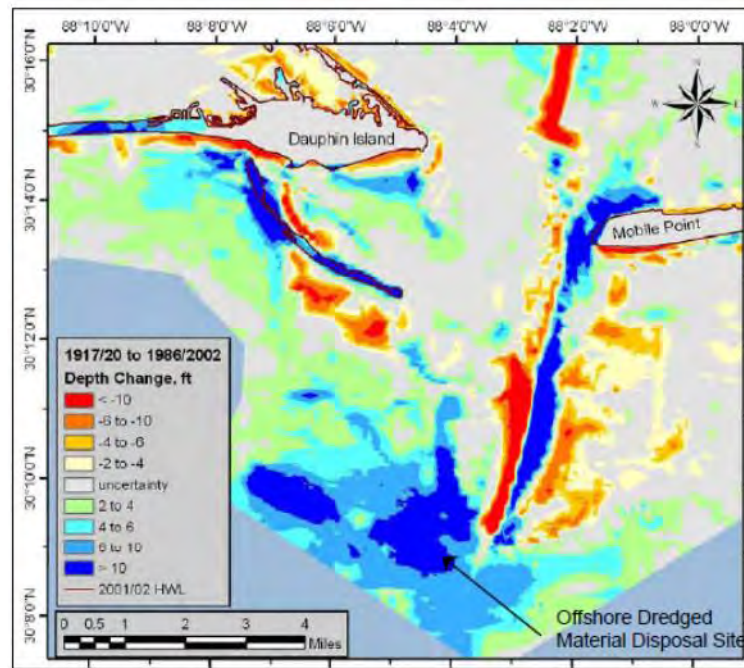 88°10'0"W 88°8'0"W 88°6'0"W 88°4'0"W 88°2'0"W 88°0'0"W
30°16'0"N
30°14'0"N
30°12'0"N
30°10'0"N
30°8'0"N
N
W E
S
Dauphin Island
Mobile Point
1917/20 to 1986/2002
Depth Change, ft
< -10
-6 to -10
-4 to -6
-2 to -4
uncertainty
2 to 4
4 to 6
6 to 10
> 10
2001/02 HWL
0 0.5 1 2 3 4
Miles
Offshore Dredged
Material Disposal Site